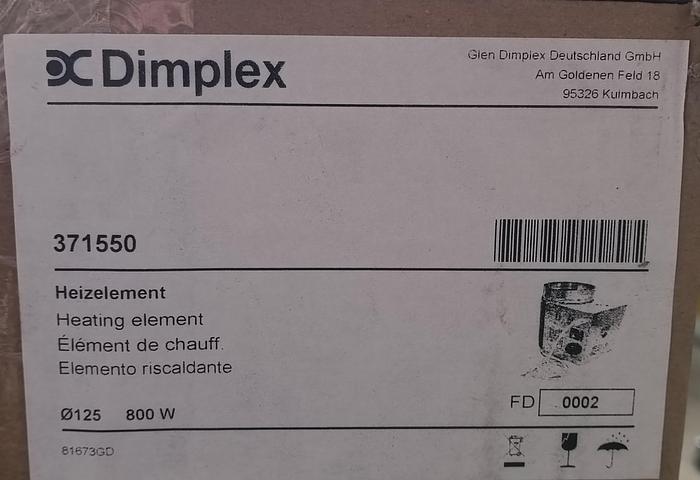 Dimplex
Glen Dimplex Deutschland GmbH
Am Goldenen Feld 18
95326 Kulmbach
371550
Heizelement
Heating element
Élément de chauff.
Elemento riscaldante
Ø125 800 W
FD 0002
81673GD